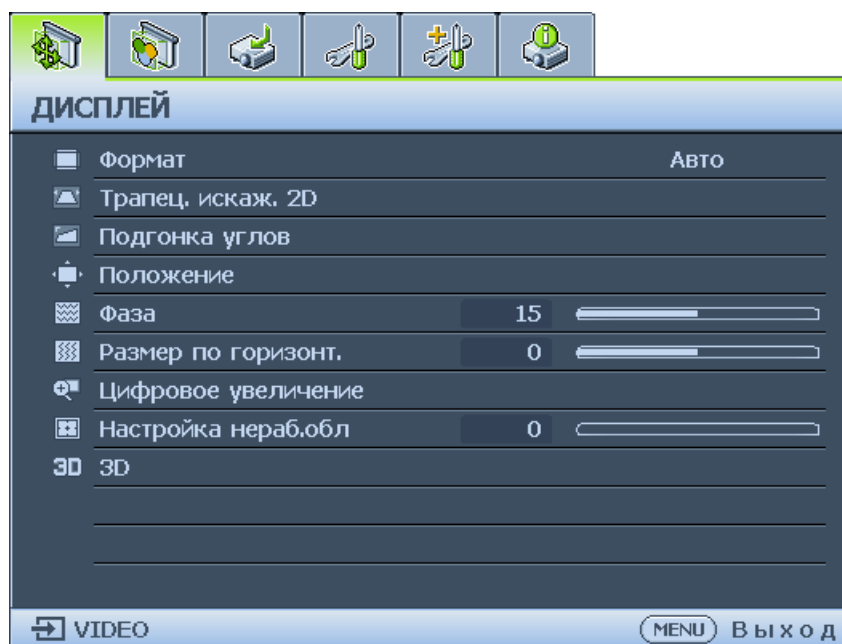 ДИСПЛЕЙ
Формат Авто
Трапец. искаж. 2D
Подгонка углов
Положение
Фаза 15
Размер по горизонт. 0
Цифровое увеличение
Настройка нераб.обл 0
3D 3D
VIDEO MENU Выход